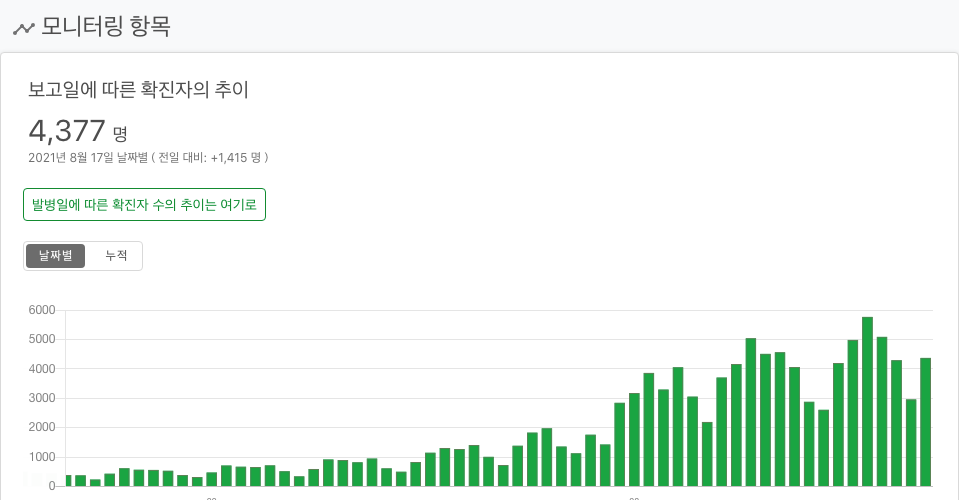 모니터링 항목
보고일에 따른 확진자의 추이
4,377 명
2021년 8월 17일 날짜별 ( 전일 대비: +1,415 명 )
발병일에 따른 확진자 수의 추이는 여기로
날짜별 누적
6000
5000
4000
3000
2000
1000
0